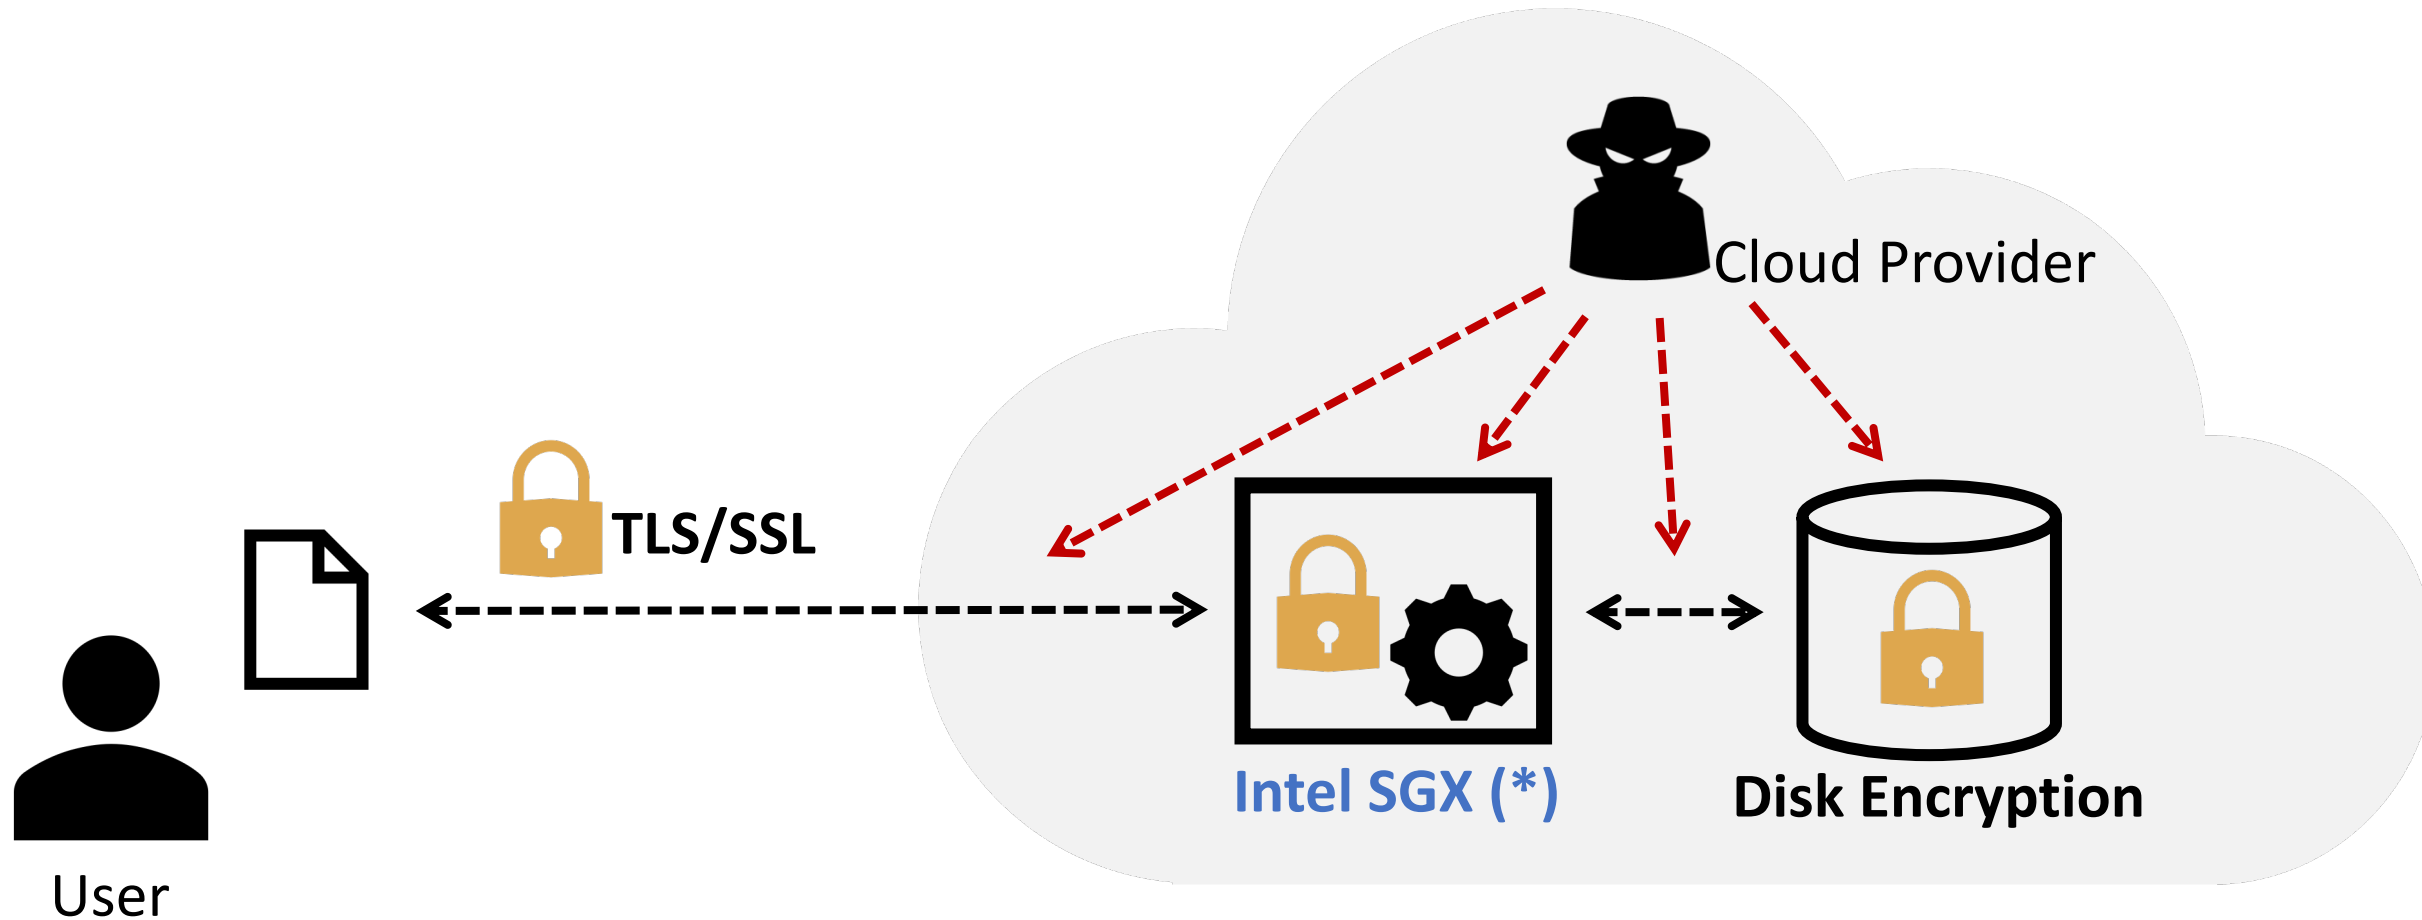 Cloud Provider
TLS/SSL
Intel SGX (*)
Disk Encryption
User